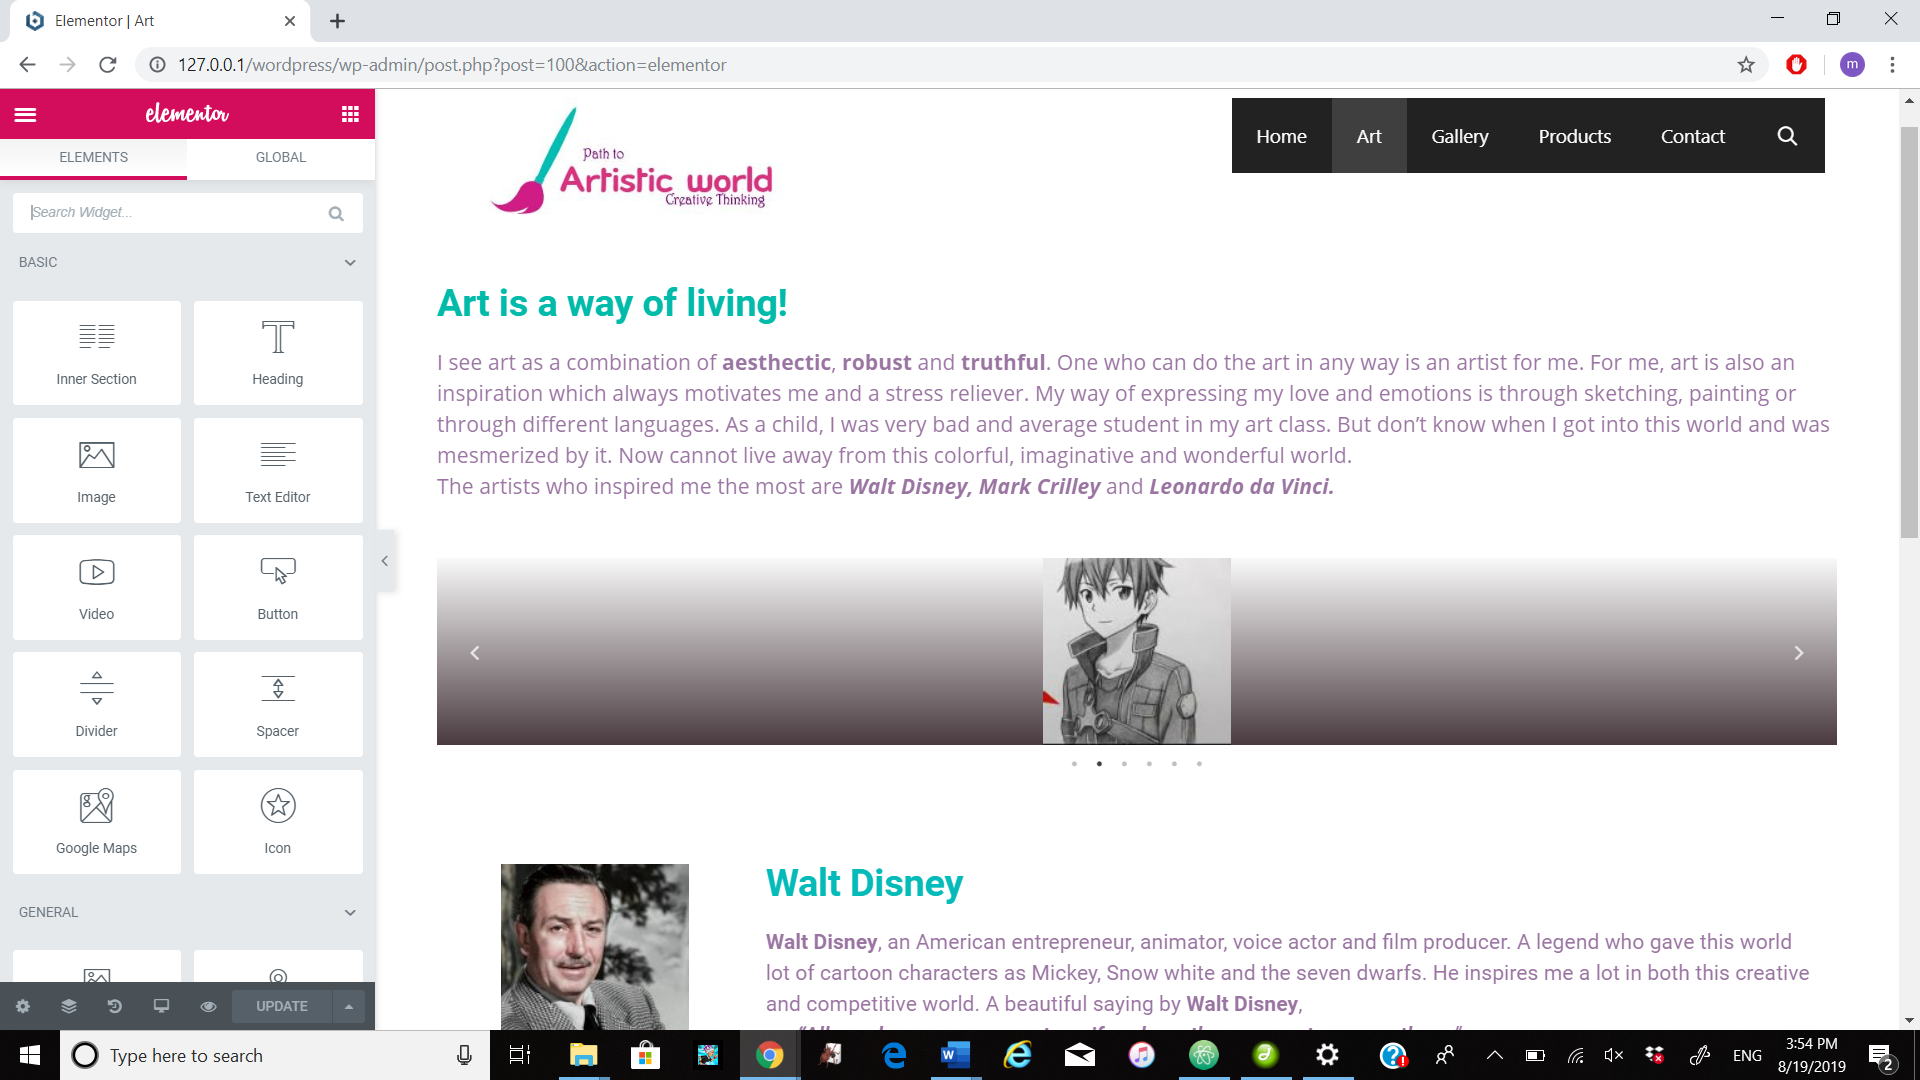 Elementor | Art
127.0.0.1/wordpress/wp-admin/post.php?post=100&action=elementor
m
elementor
ELEMENTS GLOBAL
Search Widget...
BASIC
Inner Section Heading
Image Text Editor
Video Button
Divider Spacer
Google Maps Icon
GENERAL
UPDATE
Path to
Artistic world
Creative Thinking
Home Art Gallery Products Contact
Art is a way of living!
I see art as a combination of aesthectic, robust and truthful. One who can do the art in any way is an artist for me. For me, art is also an
inspiration which always motivates me and a stress reliever. My way of expressing my love and emotions is through sketching, painting or
through different languages. As a child, I was very bad and average student in my art class. But don’t know when I got into this world and was
mesmerized by it. Now cannot live away from this colorful, imaginative and wonderful world.
The artists who inspired me the most are Walt Disney, Mark Crilley and Leonardo da Vinci.
Walt Disney
Walt Disney, an American entrepreneur, animator, voice actor and film producer. A legend who gave this world
lot of cartoon characters as Mickey, Snow white and the seven dwarfs. He inspires me a lot in both this creative
and competitive world. A beautiful saying by Walt Disney,
Type here to search
ENG
3:54 PM
8/19/2019
2